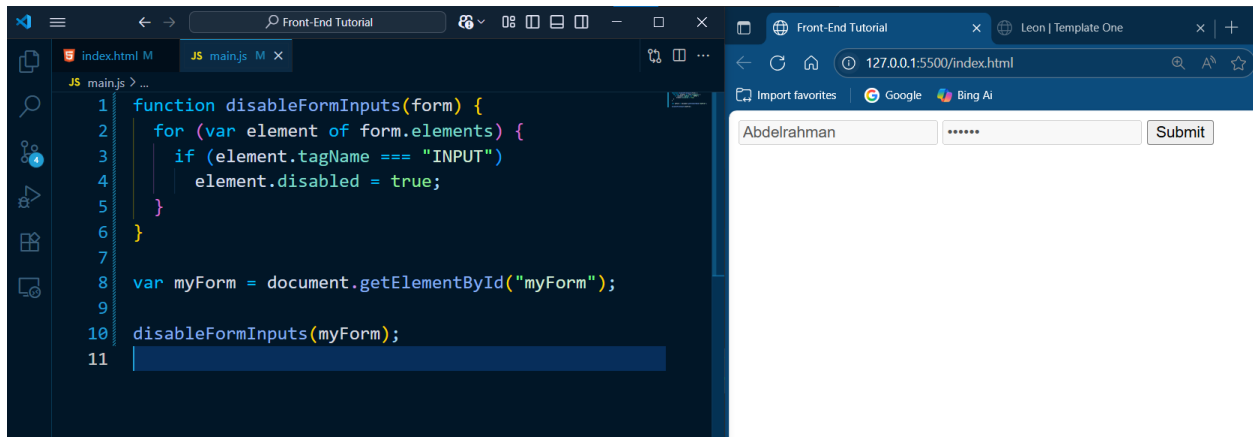 Front-End Tutorial
index.html M
JS main.js M
JS main.js > ...
4
1 function disableFormInputs(form) {
2 for (var element of form.elements) {
3 if (element.tagName === "INPUT")
4 element.disabled = true;
5 }
6 }
7
8 var myForm = document.getElementById("myForm");
9
10 disableFormInputs(myForm);
11
Front-End Tutorial
Leon | Template One
127.0.0.1:5500/index.html
Import favorites
Google
Bing Ai
Abdelrahman
••••••
Submit